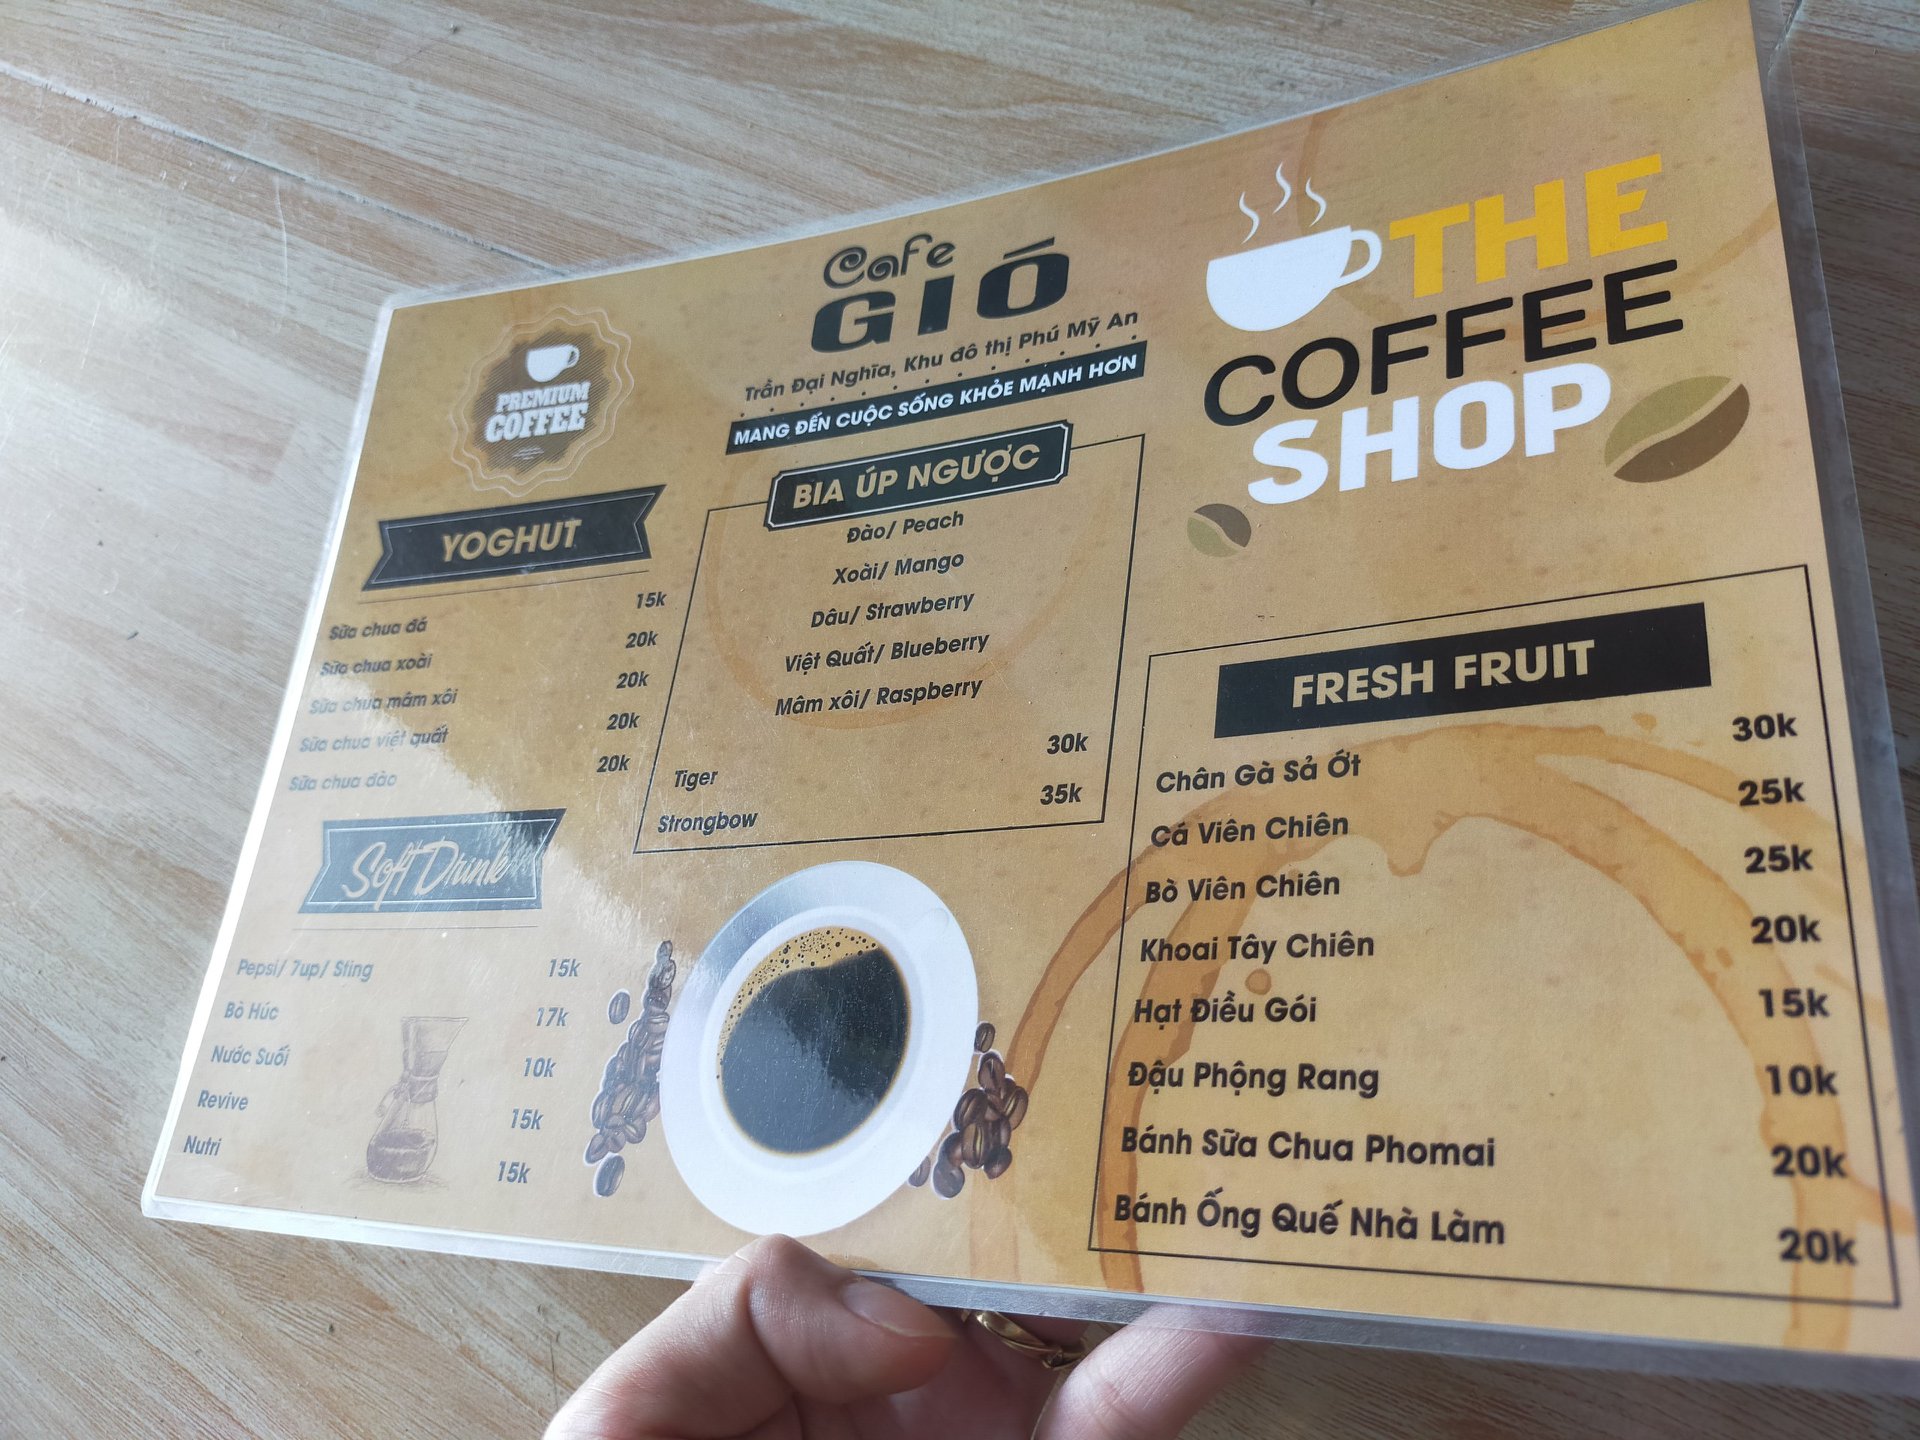 PREMIUM
COFFEE
YOGHUT
Sữa chua đá 15k
Sữa chua xoài 20k
Sữa chua mâm xôi 20k
Sữa chua việt quất 20k
Sữa chua đào 20k
Soft Drink
Pepsi/ 7up/ Sting 15k
Bò Húc 17k
Nước Suối 10k
Revive 15k
Nutri 15k
Cafe
GIÓ
Trần Đại Nghĩa, Khu đô thị Phú Mỹ An
MANG ĐẾN CUỘC SỐNG KHỎE MẠNH HƠN
BIA ÚP NGƯỢC
Đào/ Peach
Xoài/ Mango
Dâu/ Strawberry
Việt Quất/ Blueberry
Mâm xôi/ Raspberry
Tiger 30k
Strongbow 35k
THE
COFFEE
SHOP
FRESH FRUIT
Chân Gà Sả Ớt 30k
Cá Viên Chiên 25k
Bò Viên Chiên 25k
Khoai Tây Chiên 20k
Hạt Điều Gói 15k
Đậu Phộng Rang 10k
Bánh Sữa Chua Phomai 20k
Bánh Ống Quế Nhà Làm 20k